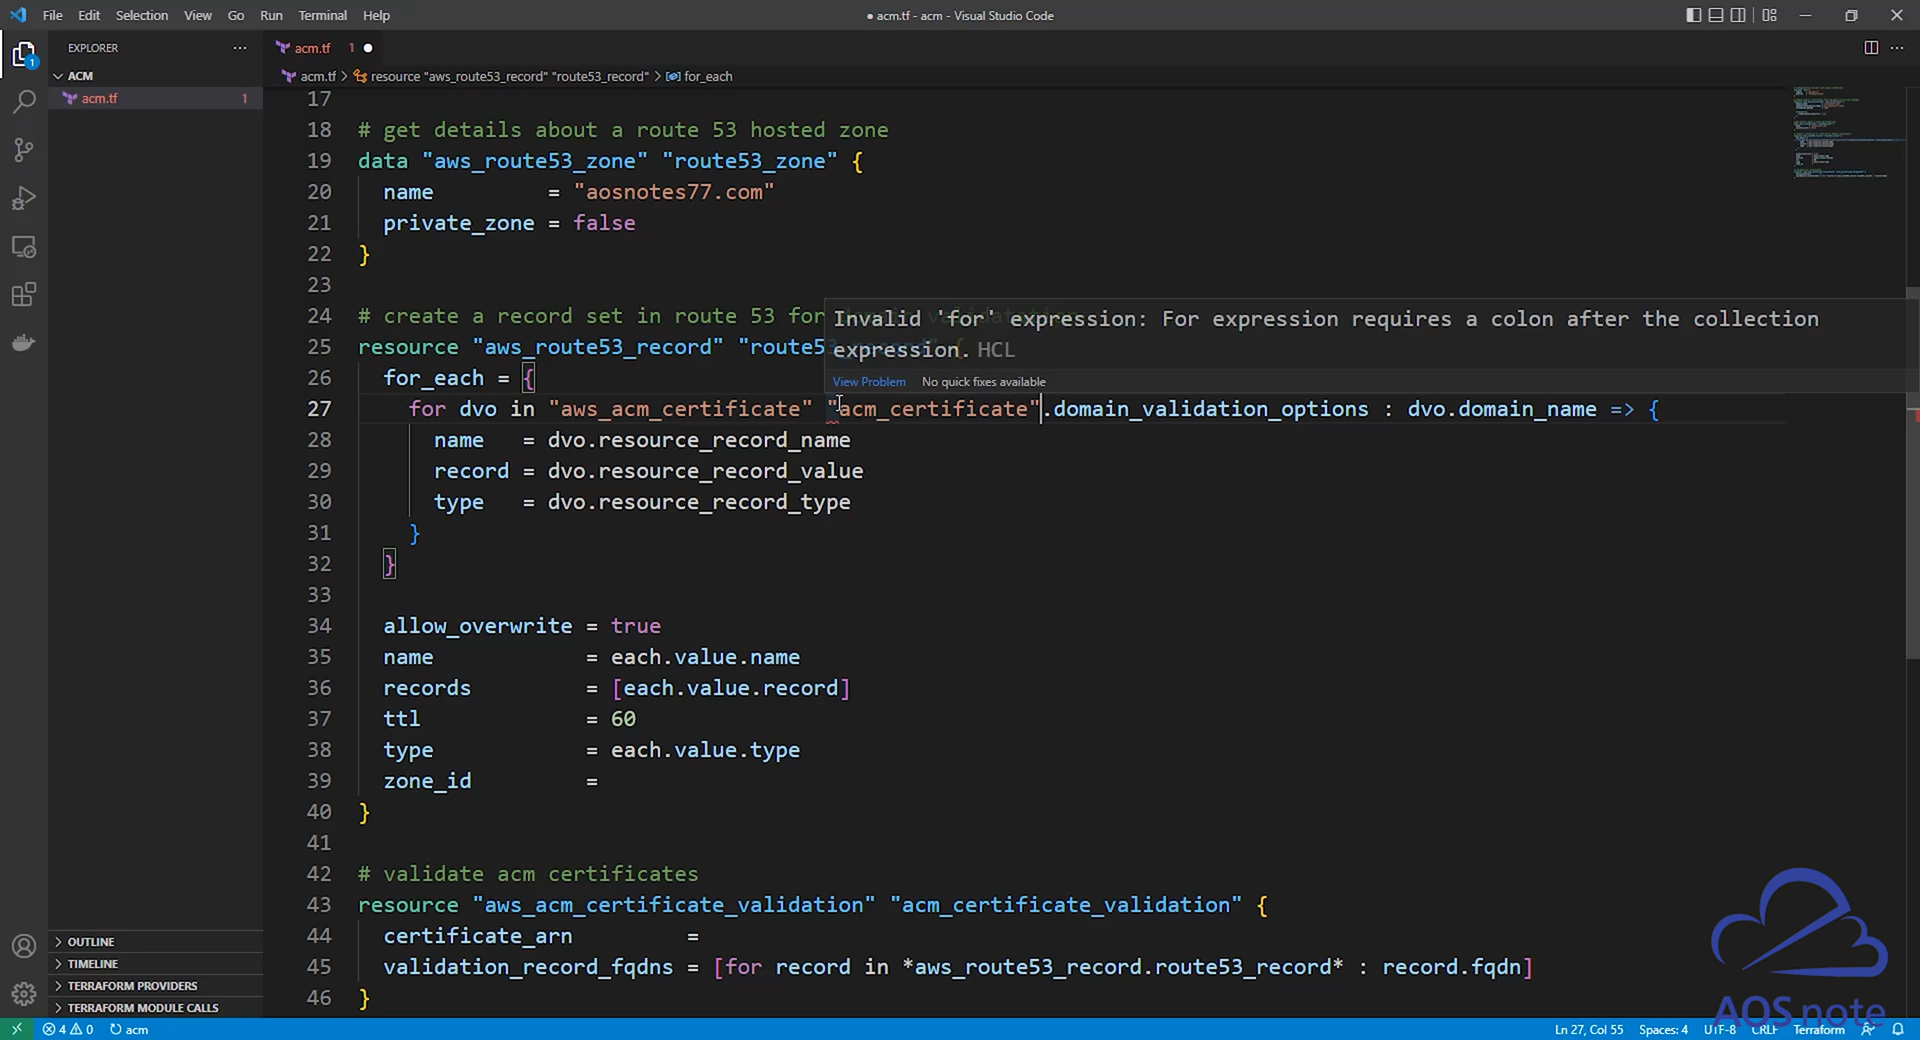 File Edit Selection View Go Run Terminal Help
● acm.tf - acm - Visual Studio Code
EXPLORER
acm.tf 1
acm.tf > resource "aws_route53_record" "route53_record" > for_each
ACM
acm.tf 1
17
18 # get details about a route 53 hosted zone
19 data "aws_route53_zone" "route53_zone" {
20 name = "aosnotes77.com"
21 private_zone = false
22 }
23
24 # create a record set in route 53 for
Invalid 'for' expression: For expression requires a colon after the collection
expression. HCL
View Problem No quick fixes available
25 resource "aws_route53_record" "route5
26 for_each = {
27 for dvo in "aws_acm_certificate" "acm_certificate".domain_validation_options : dvo.domain_name => {
28 name = dvo.resource_record_name
29 record = dvo.resource_record_value
30 type = dvo.resource_record_type
31 }
32 }
33
34 allow_overwrite = true
35 name = each.value.name
36 records = [each.value.record]
37 ttl = 60
38 type = each.value.type
39 zone_id =
40 }
41
42 # validate acm certificates
43 resource "aws_acm_certificate_validation" "acm_certificate_validation" {
44 certificate_arn =
45 validation_record_fqdns = [for record in *aws_route53_record.route53_record* : record.fqdn]
46 }
OUTLINE
TIMELINE
TERRAFORM PROVIDERS
TERRAFORM MODULE CALLS
AOS note
4 0 acm
Ln 27, Col 55 Spaces: 4 UTF-8 CRLF Terraform